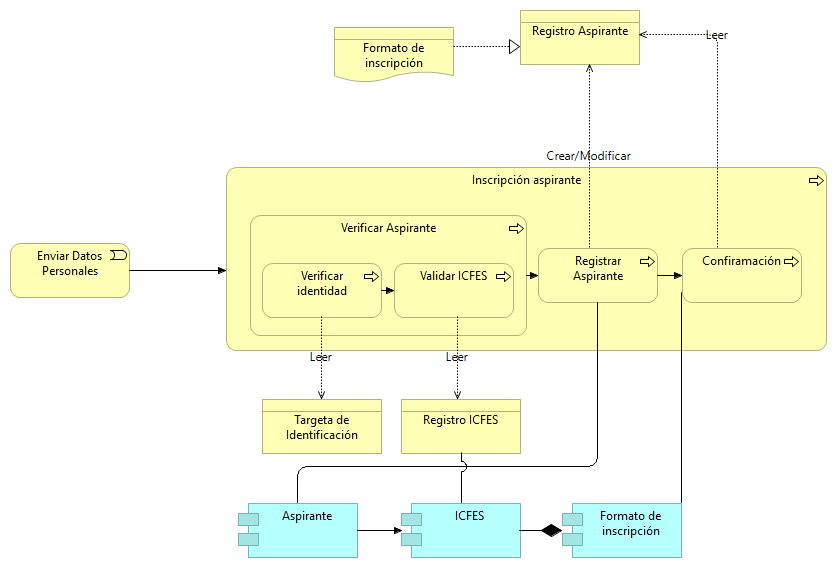 Registro Aspirante
Formato de
inscripción
Leer
Crear/Modificar
Inscripción aspirante
Verificar Aspirante
Enviar Datos
Personales
Verificar
identidad
Validar ICFES
Registrar
Aspirante
Confiramación
Leer
Leer
Targeta de
Identificación
Registro ICFES
Aspirante
ICFES
Formato de
inscripción